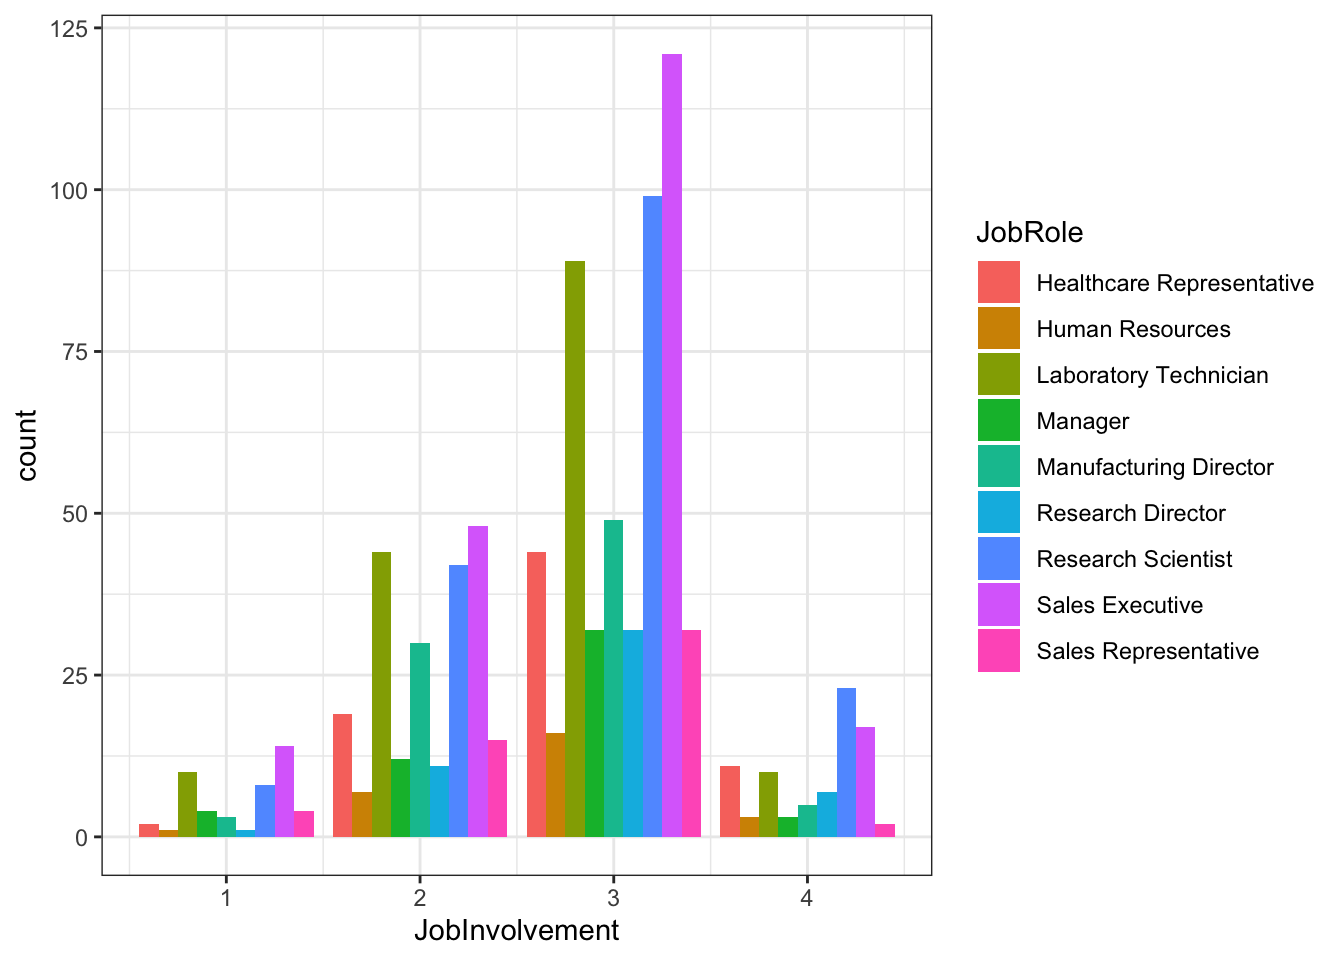 125
100
75
50
25
0
count
1 2 3 4
JobInvolvement
JobRole
Healthcare Representative
Human Resources
Laboratory Technician
Manager
Manufacturing Director
Research Director
Research Scientist
Sales Executive
Sales Representative